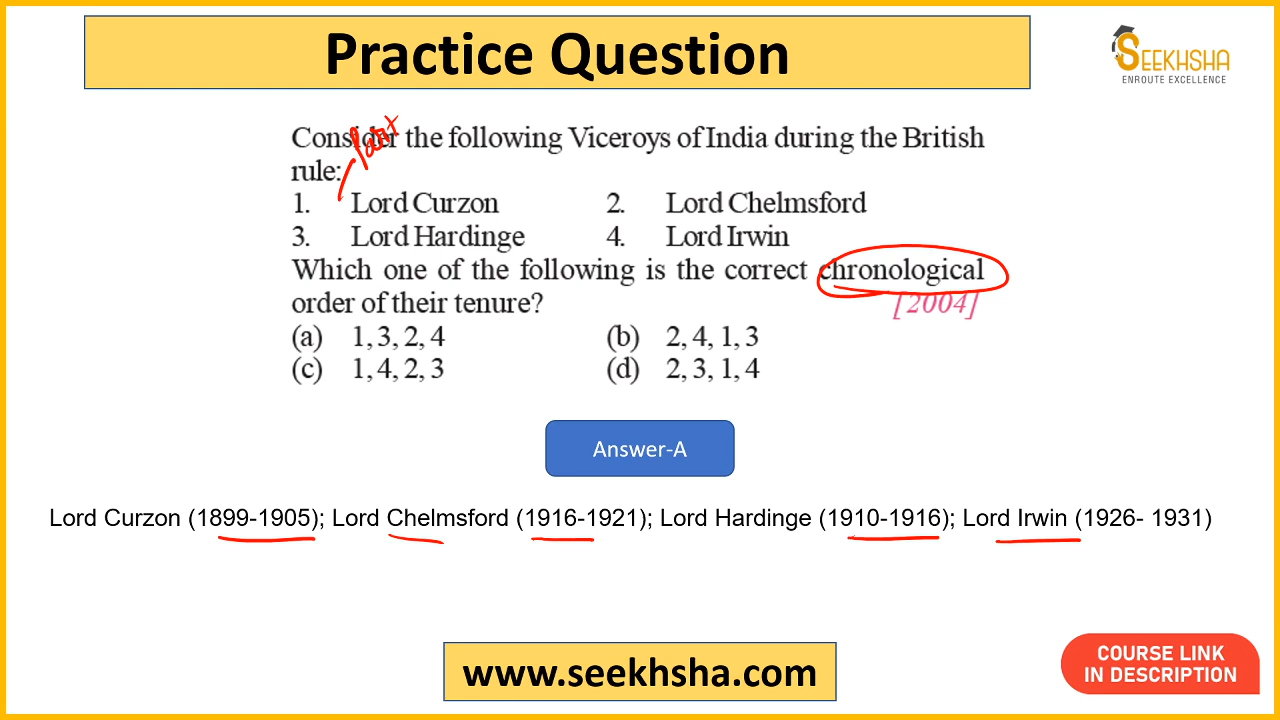 Practice Question
SEEKHSHA
ENROUTE EXCELLENCE
Consider the following Viceroys of India during the British
rule:
1. Lord Curzon 2. Lord Chelmsford
3. Lord Hardinge 4. Lord Irwin
Which one of the following is the correct chronological
order of their tenure? [2004]
(a) 1, 3, 2, 4 (b) 2, 4, 1, 3
(c) 1, 4, 2, 3 (d) 2, 3, 1, 4
Answer-A
Lord Curzon (1899-1905); Lord Chelmsford (1916-1921); Lord Hardinge (1910-1916); Lord Irwin (1926- 1931)
www.seekhsha.com
COURSE LINK
IN DESCRIPTION